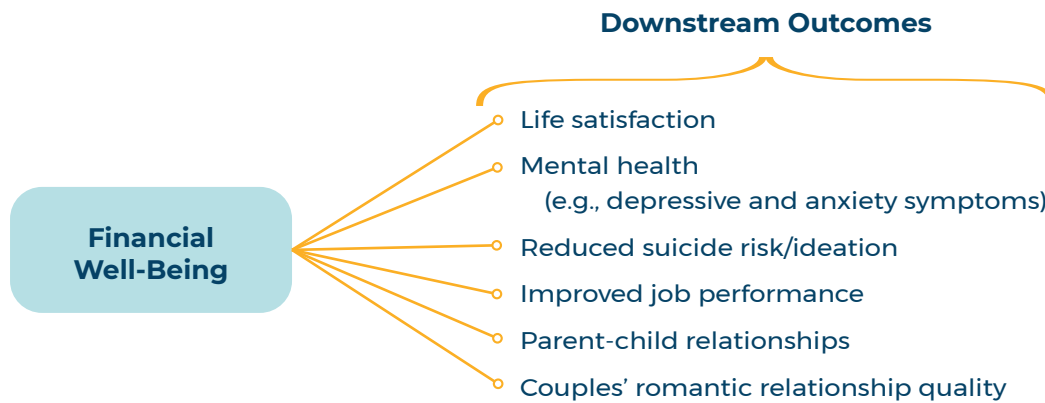 Downstream Outcomes
Life satisfaction
Mental health
(e.g., depressive and anxiety symptoms)
Financial
Well-Being
Reduced suicide risk/ideation
Improved job performance
Parent-child relationships
Couples’ romantic relationship quality